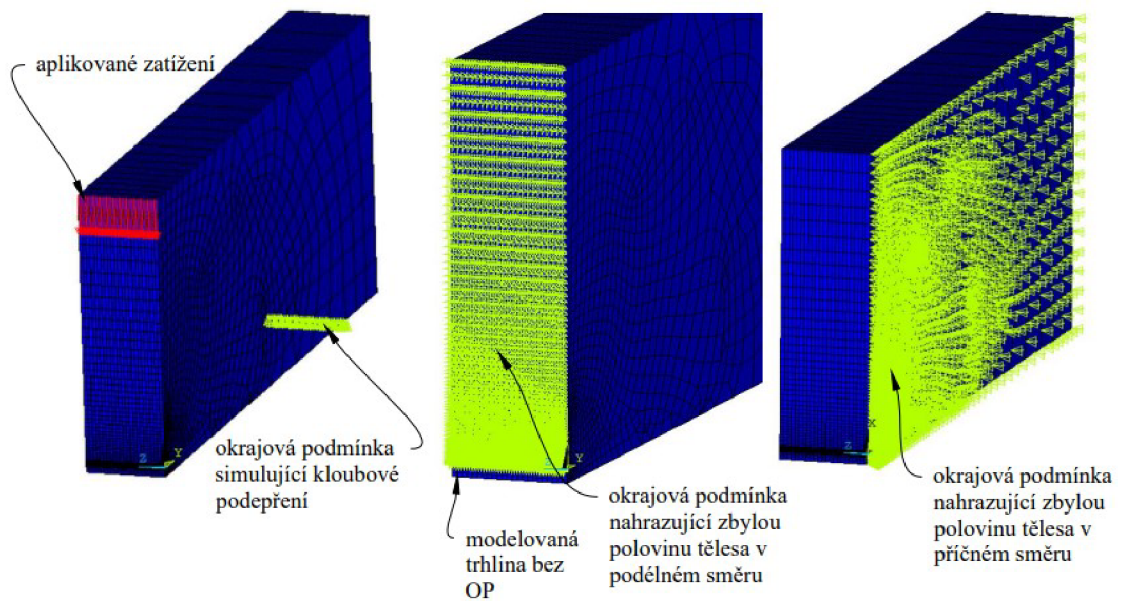 aplikované zatížení
okrajová podmínka
simulující kloubové
podepření
Z
Y
modelovaná
trhlina bez
OP
okrajová podmínka
nahrazující zbylou
polovinu tělesa v
podélném směru
Y
X
Z
okrajová podmínka
nahrazující zbylou
polovinu tělesa v
příčném směru